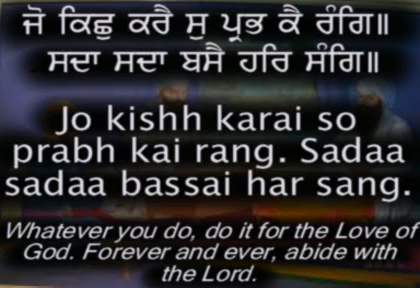 ਜੋ ਕਿਛੁ ਕਰੈ ਸੁ ਪ੍ਰਭ ਕੈ ਰੰਗਿ॥
ਸਦਾ ਸਦਾ ਬਸੈ ਹਰਿ ਸੰਗਿ॥
Jo kishh karai so
prabh kai rang. Sadaa
sadaa bassai har sang.
Whatever you do, do it for the Love of
God. Forever and ever, abide with
the Lord.